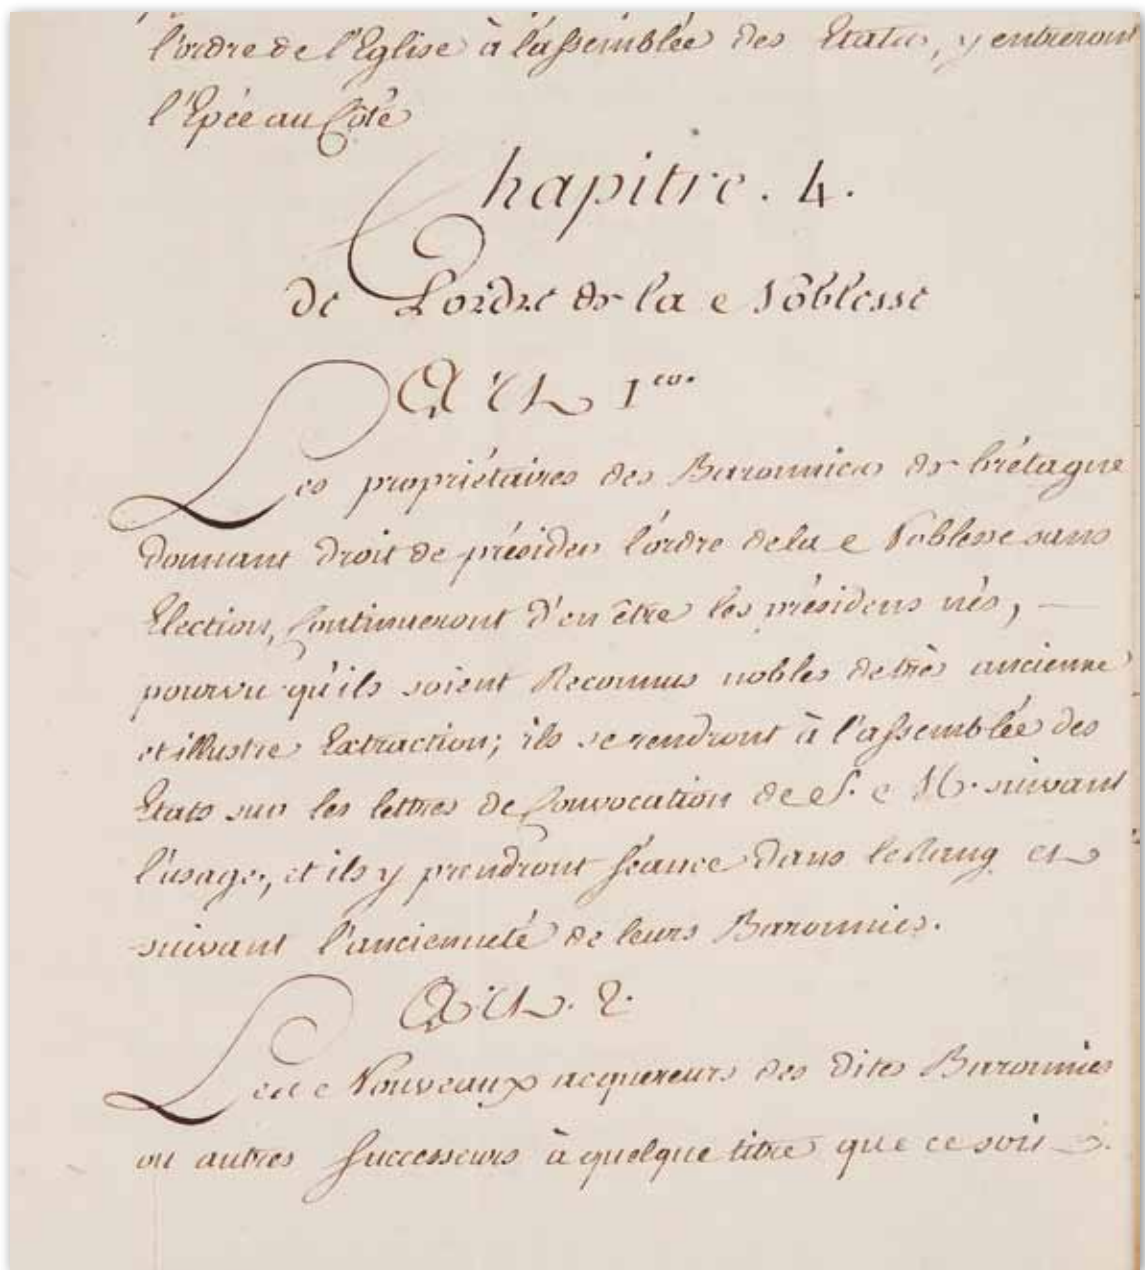 l'ordre de l'Eglise à l'assemblée des Etats, y entreront
l'Epée au Côté
Chapitre. 4.
de L'ordre de la Noblesse
Art 1er.
Les propriétaires des Baronnies de brétagne
donnant droit de présider l'ordre de la Noblesse sans
Election, Continueront d'en être les présidens nés, —
pourvu qu'ils soient Reconnus nobles de très ancienne
et illustre Extraction; ils se rendront à l'assemblée des
Etats sur les lettres de Convocation de S. M. suivant
l'usage, et ils y prendront séance dans le Rang et
suivant l'ancienneté de leurs Baronnies.
Art. 2.
Les Nouveaux acquereurs des dites Baronnies
ou autres Successeurs à quelque titre que ce soit